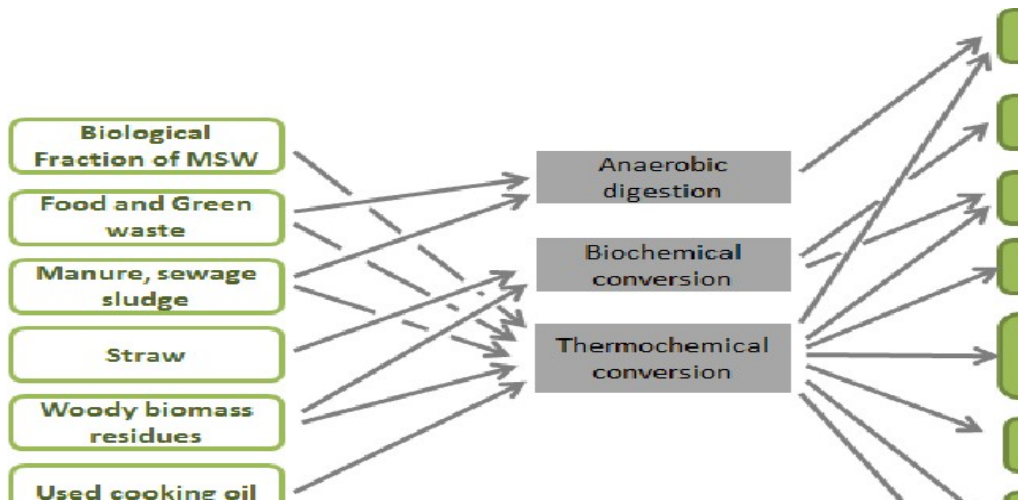 Biological
Fraction of MSW
Food and Green
waste
Manure, sewage
sludge
Straw
Woody biomass
residues
Used cooking oil
Anaerobic
digestion
Biochemical
conversion
Thermochemical
conversion